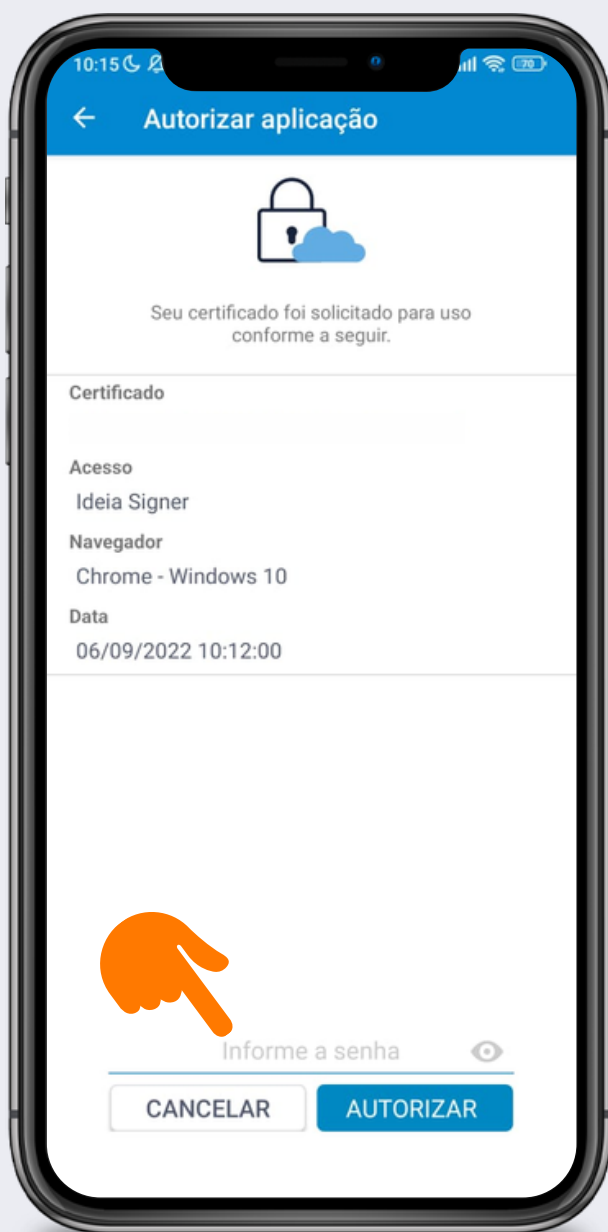 10:15
70
Autorizar aplicação
Seu certificado foi solicitado para uso
conforme a seguir.
Certificado
Acesso
Ideia Signer
Navegador
Chrome - Windows 10
Data
06/09/2022 10:12:00
Informe a senha
CANCELAR
AUTORIZAR